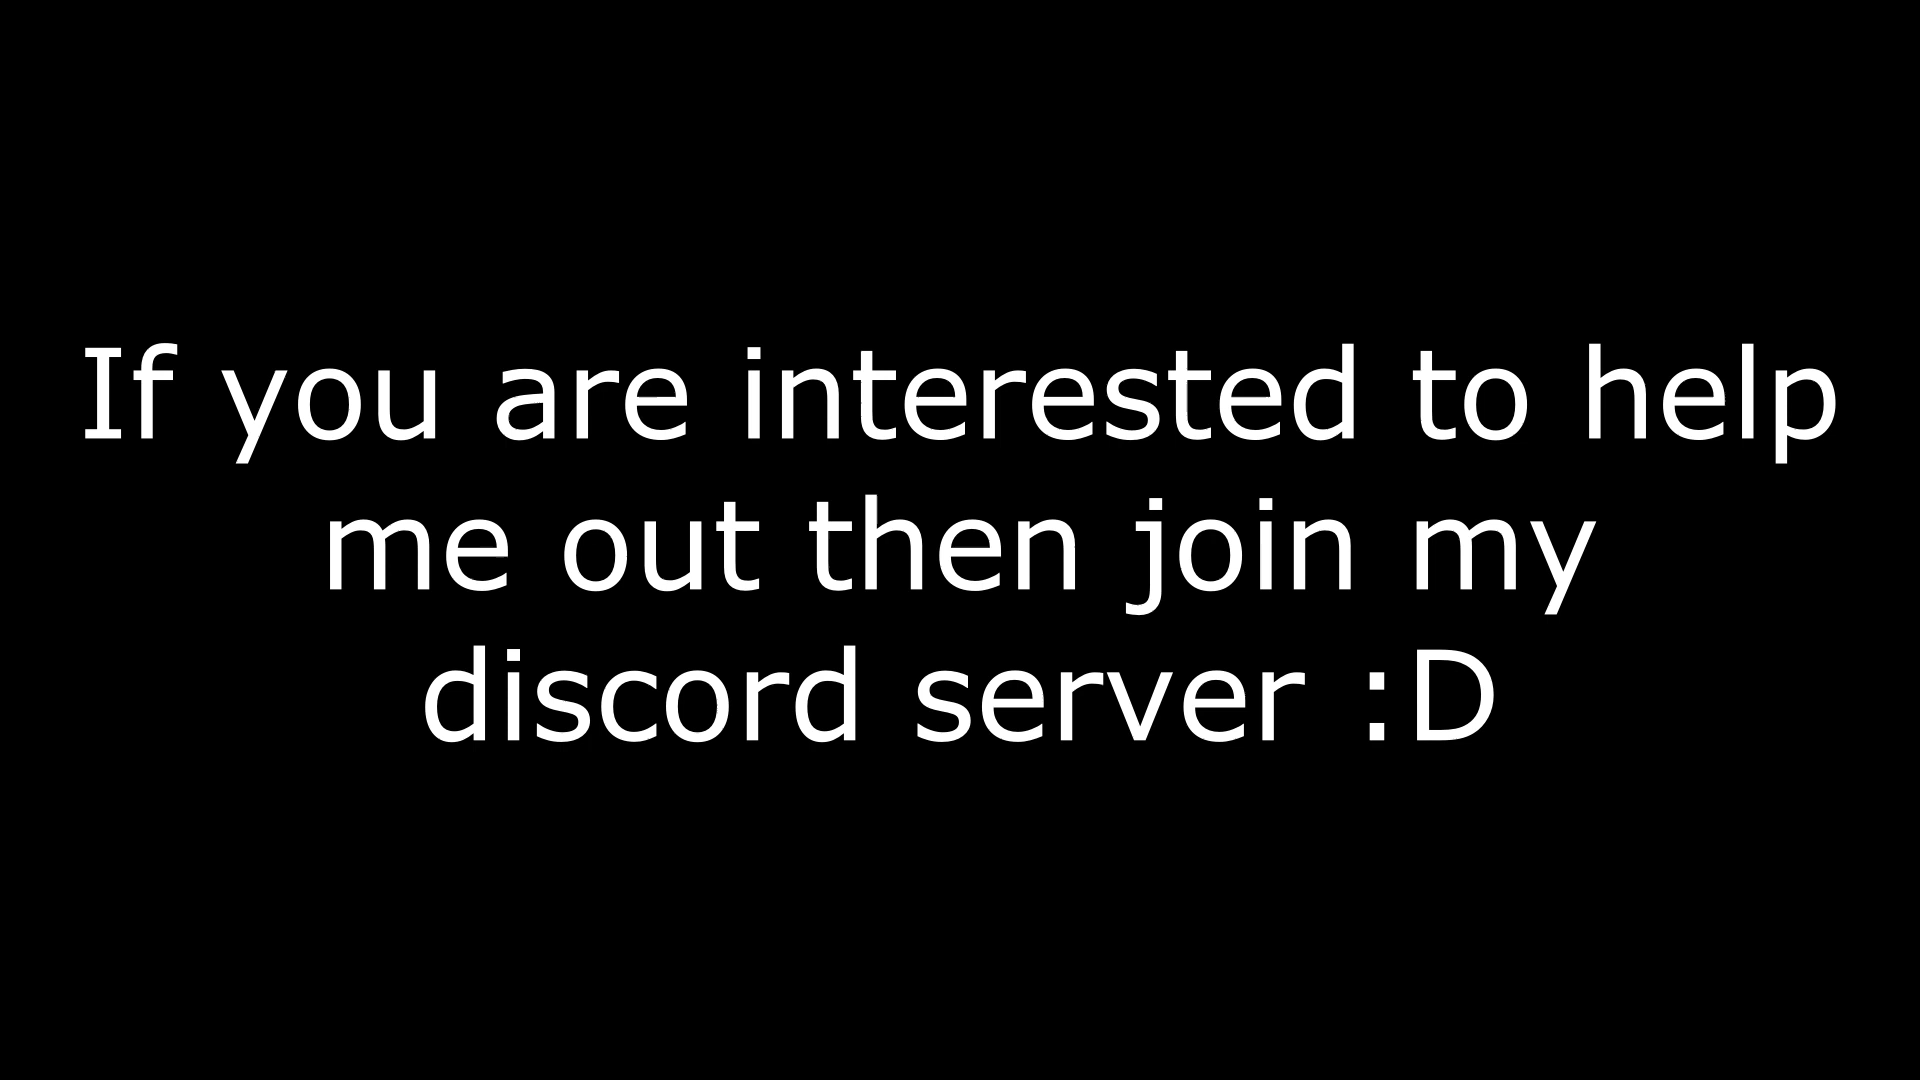 If you are interested to help
me out then join my
discord server :D